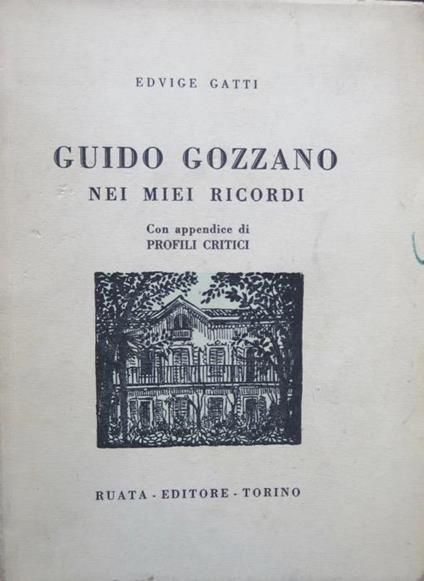 EDVIGE GATTI
GUIDO GOZZANO
NEI MIEI RICORDI
Con appendice di
PROFILI CRITICI
RUATA - EDITORE - TORINO